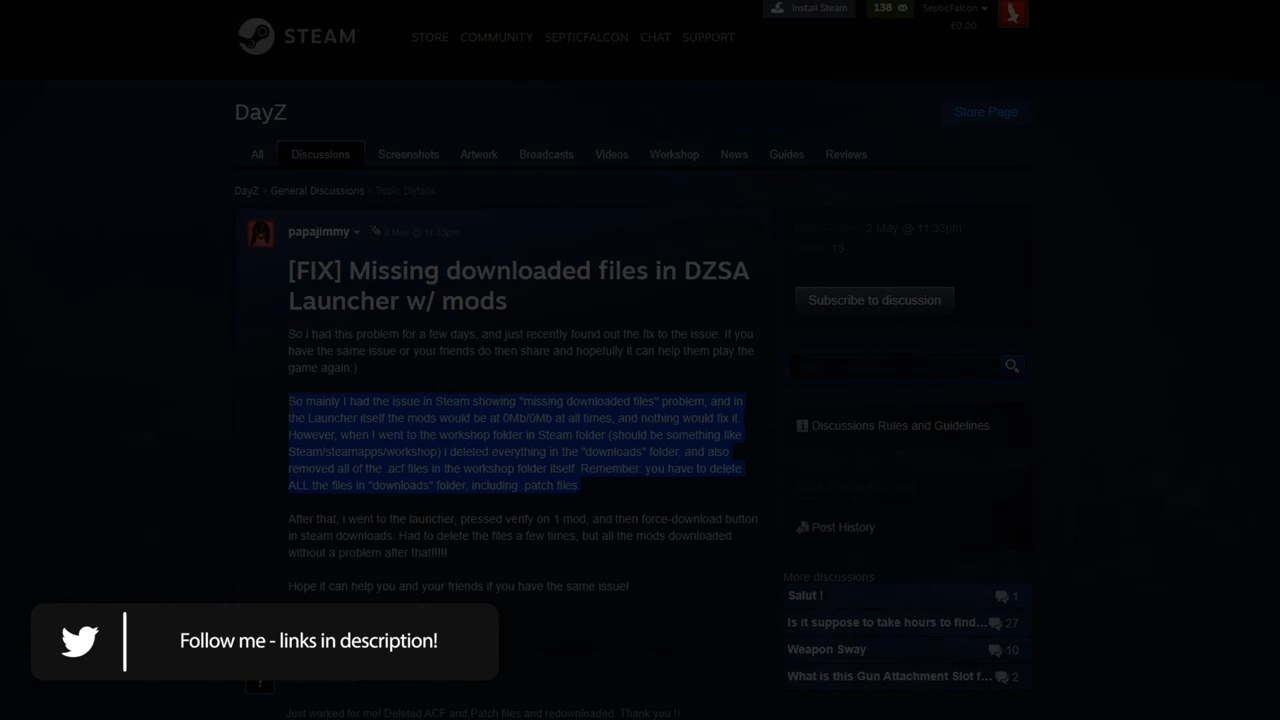 Install Steam
138
SepticFalcon
£0.00
STEAM
STORE COMMUNITY SEPTICFALCON CHAT SUPPORT
DayZ
Store Page
All Discussions Screenshots Artwork Broadcasts Videos Workshop News Guides Reviews
DayZ > General Discussions > Topic Details
papajimmy
2 May @ 11:33pm
[FIX] Missing downloaded files in DZSA
Launcher w/ mods
So i had this problem for a few days, and just recently found out the fix to the issue. If you
have the same issue or your friends do then share and hopefully it can help them play the
game again:)
So mainly I had the issue in Steam showing "missing downloaded files" problem, and in
the Launcher itself the mods would be at 0Mb/0Mb at all times, and nothing would fix it.
However, when I went to the workshop folder in Steam folder (should be something like
Steam/steamapps/workshop) i deleted everything in the "downloads" folder, and also
removed all of the .acf files in the workshop folder itself. Remember: you have to delete
ALL the files in "downloads" folder, including .patch files.
After that, i went to the launcher, pressed verify on 1 mod, and then force-download button
in steam downloads. Had to delete the files a few times, but all the mods downloaded
without a problem after that!!!!!
Hope it can help you and your friends if you have the same issue!
Just worked for me! Deleted ACF and Patch files and redownloaded. Thank you !!
2 May @ 11:33pm
13
Subscribe to discussion
Discussions Rules and Guidelines
Post History
More discussions
Salut ! 1
Is it suppose to take hours to find... 27
Weapon Sway 10
What is this Gun Attachment Slot f... 2
Follow me - links in description!